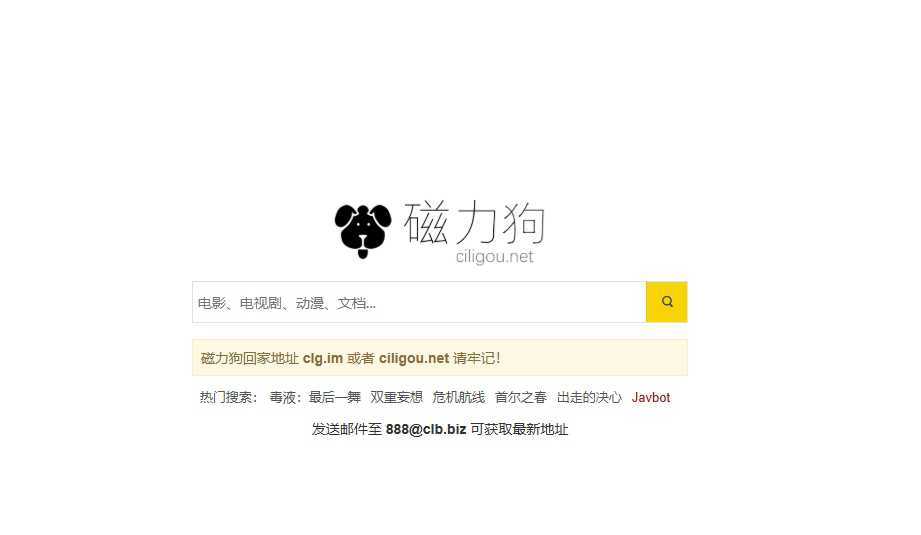 磁力狗
ciligou.net
电影、电视剧、动漫、文档...
磁力狗回家地址 clg.im 或者 ciligou.net 请牢记！
热门搜索： 毒液：最后一舞 双重妄想 危机航线 首尔之春 出走的决心 Javbot
发送邮件至 888@clb.biz 可获取最新地址